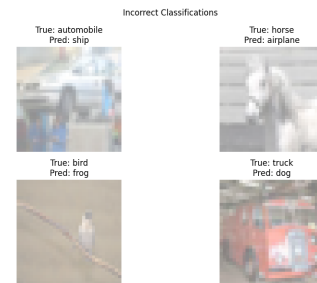 Incorrect Classifications
True: automobile
Pred: ship
True: horse
Pred: airplane
True: bird
Pred: frog
True: truck
Pred: dog